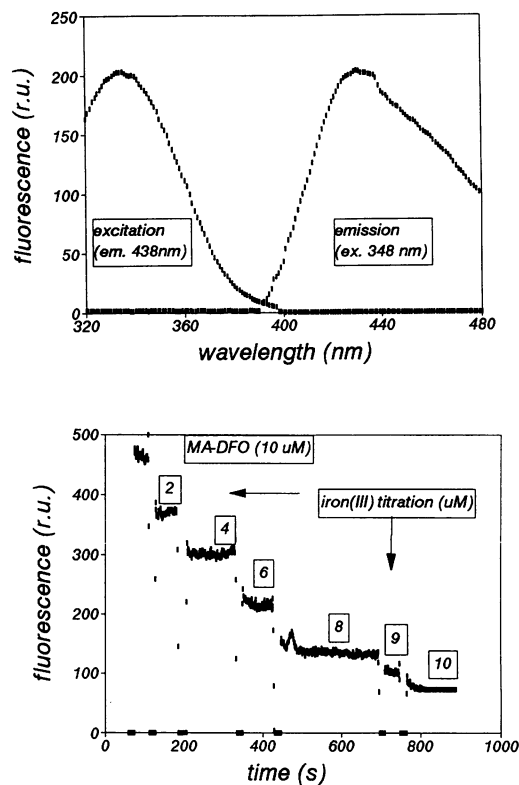 250
200
150
100
50
0
fluorescence (r.u.)
excitation
(em. 438nm)
emission
(ex. 348 nm)
320 360 400 440 480
wavelength (nm)
500
400
300
200
100
0
fluorescence (r.u.)
MA-DFO (10 uM)
iron(III) titration (uM)
2
4
6
8
9
10
0 200 400 600 800 1000
time (s)